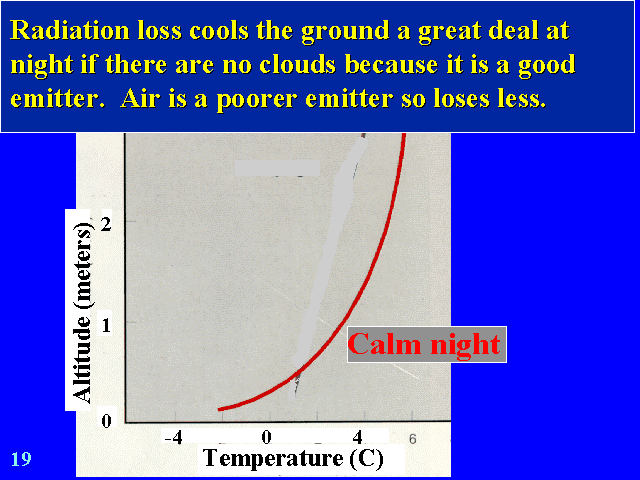 Radiation loss cools the ground a great deal at
night if there are no clouds because it is a good
emitter. Air is a poorer emitter so loses less.
Altitude (meters)
2
1
0
Calm night
-4 0 4 6
Temperature (C)
19